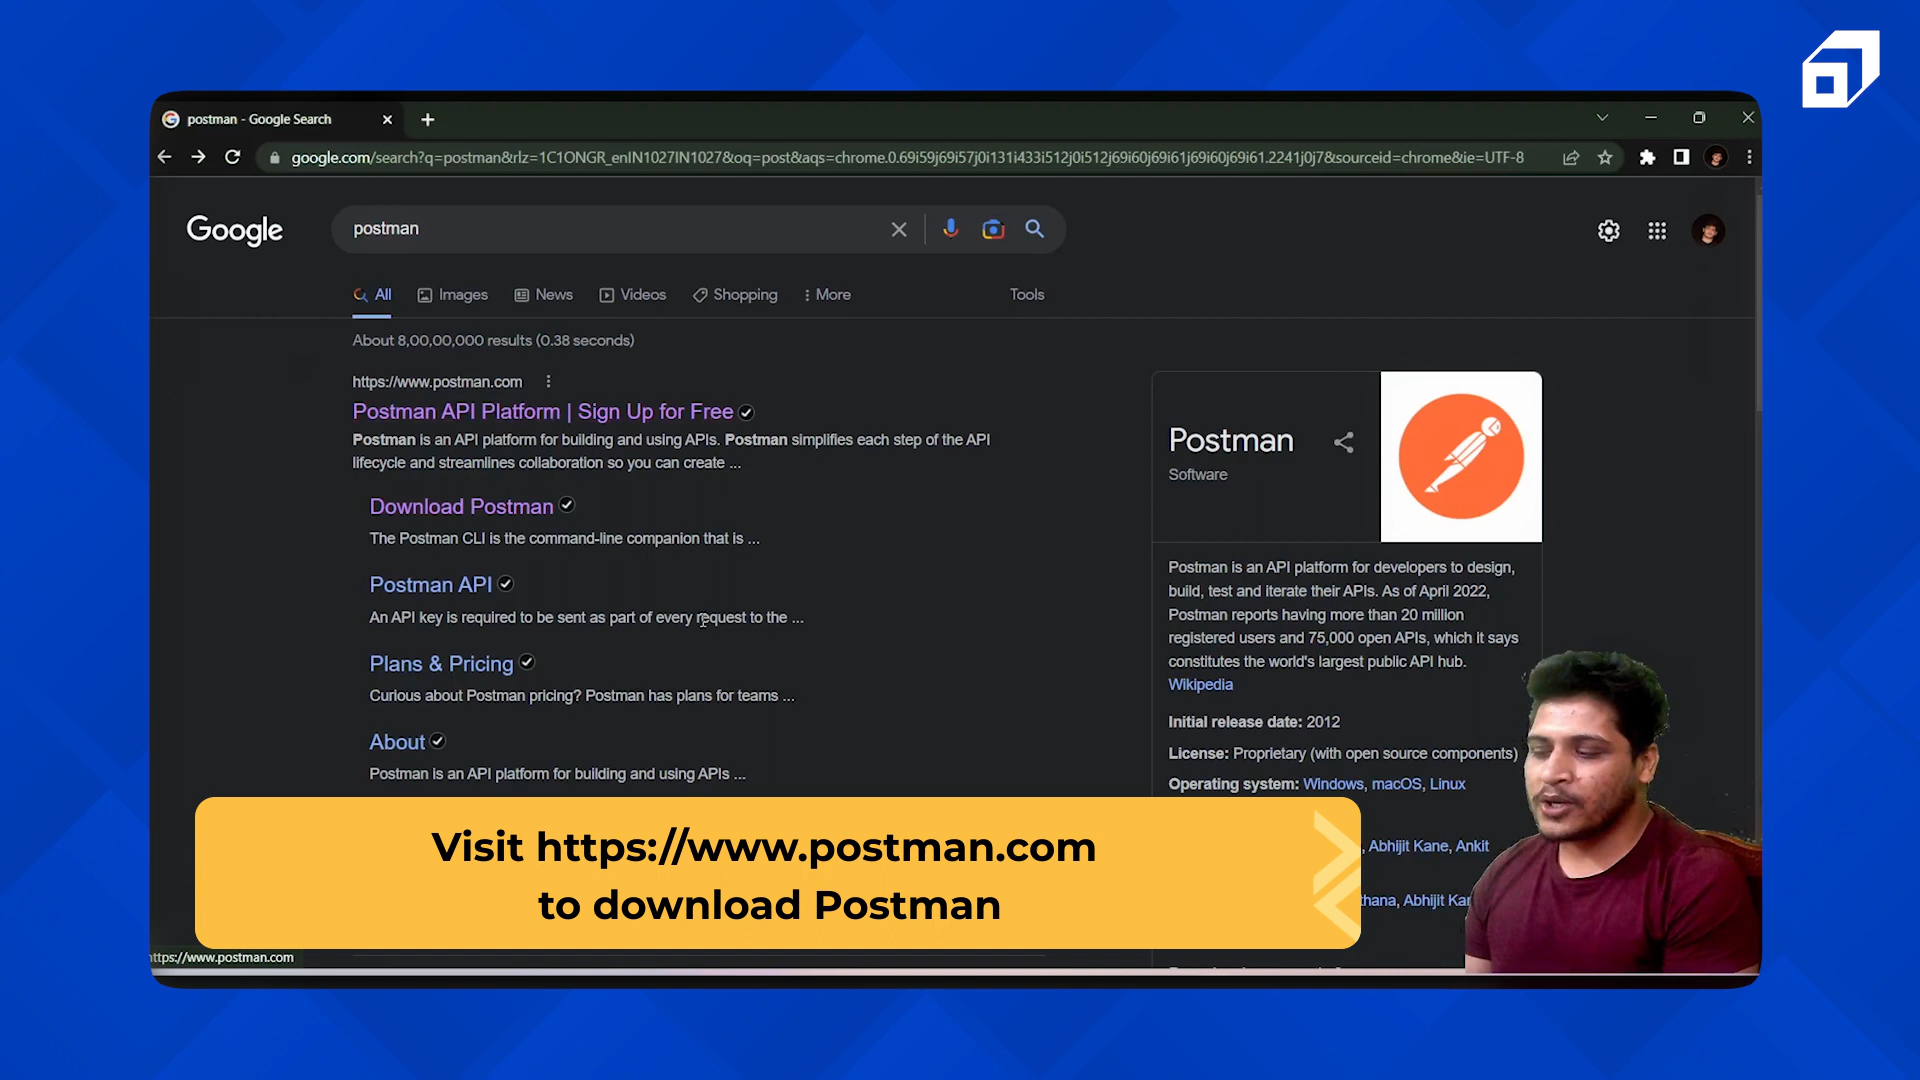 postman - Google Search
google.com/search?q=postman&rlz=1C1ONGR_enIN1027IN1027&oq=post&aqs=chrome.0.69i59j69i57j0i131i433i512j0i512j69i60j69i61j69i60j69i61.2241j0j7&sourceid=chrome&ie=UTF-8
Google
postman
All
Images
News
Videos
Shopping
More
Tools
About 8,00,00,000 results (0.38 seconds)
https://www.postman.com
Postman API Platform | Sign Up for Free
Postman is an API platform for building and using APIs. Postman simplifies each step of the API
lifecycle and streamlines collaboration so you can create ...
Download Postman
The Postman CLI is the command-line companion that is ...
Postman API
An API key is required to be sent as part of every request to the ...
Plans & Pricing
Curious about Postman pricing? Postman has plans for teams ...
About
Postman is an API platform for building and using APIs ...
Postman
Software
Postman is an API platform for developers to design,
build, test and iterate their APIs. As of April 2022,
Postman reports having more than 20 million
registered users and 75,000 open APIs, which it says
constitutes the world's largest public API hub.
Wikipedia
Initial release date: 2012
License: Proprietary (with open source components)
Operating system: Windows, macOS, Linux
, Abhijit Kane, Ankit
thana, Abhijit Kan
Visit https://www.postman.com
to download Postman
ttps://www.postman.com